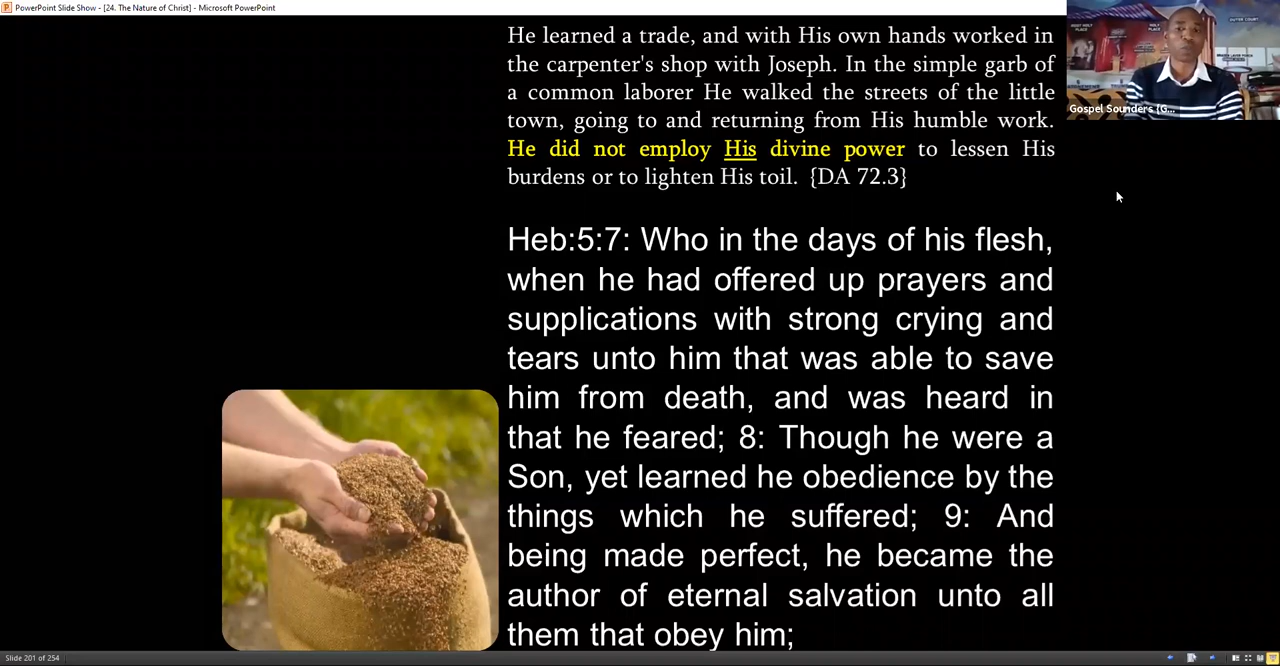 PowerPoint Slide Show - [24. The Nature of Christ] - Microsoft PowerPoint
He learned a trade, and with His own hands worked in
the carpenter's shop with Joseph. In the simple garb of
a common laborer He walked the streets of the little
town, going to and returning from His humble work.
He did not employ His divine power to lessen His
burdens or to lighten His toil. {DA 72.3}
Gospel Sounders (G...
Heb:5:7: Who in the days of his flesh,
when he had offered up prayers and
supplications with strong crying and
tears unto him that was able to save
him from death, and was heard in
that he feared; 8: Though he were a
Son, yet learned he obedience by the
things which he suffered; 9: And
being made perfect, he became the
author of eternal salvation unto all
them that obey him;
Slide 201 of 254